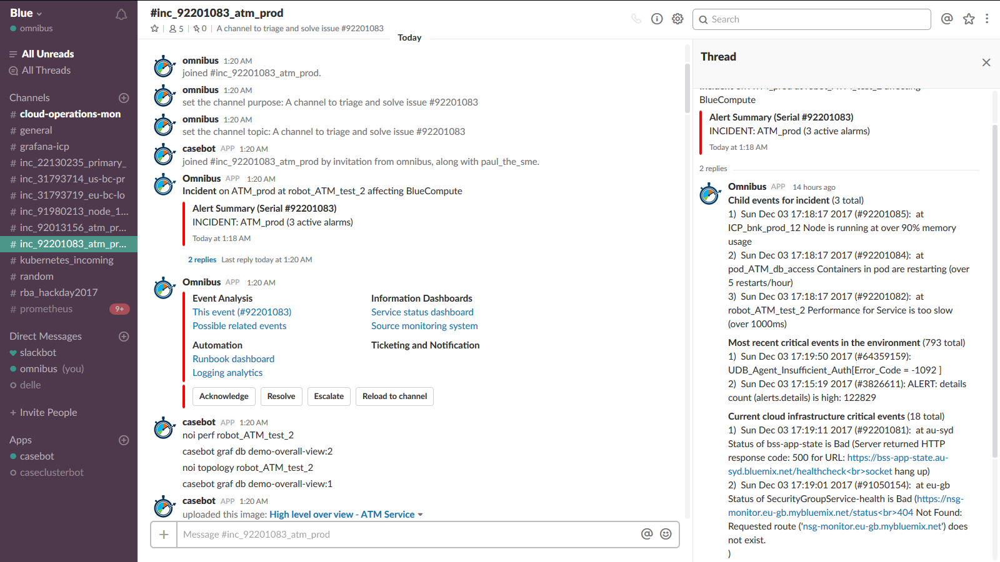 Blue
omnibus
All Unreads
All Threads
Channels
# cloud-operations-mon
# general
# grafana-icp
# inc_22130235_primary_
# inc_31793714_us-bc-pr
# inc_31793719_eu-bc-lo
# inc_91980213_node_1...
# inc_92013156_atm_pr...
# inc_92201083_atm_pr...
# kubernetes_incoming
# random
# rba_hackday2017
# prometheus 9+
Direct Messages
slackbot
omnibus (you)
delle
+ Invite People
Apps
casebot
caseclusterbot
#inc_92201083_atm_prod
5 | 0 | A channel to triage and solve issue #92201083
Search
Today
omnibus 1:20 AM
joined #inc_92201083_atm_prod.
omnibus 1:20 AM
set the channel purpose: A channel to triage and solve issue #92201083
omnibus 1:20 AM
set the channel topic: A channel to triage and solve issue #92201083
casebot APP 1:20 AM
joined #inc_92201083_atm_prod by invitation from omnibus, along with paul_the_sme.
Omnibus APP 1:20 AM
Incident on ATM_prod at robot_ATM_test_2 affecting BlueCompute
Alert Summary (Serial #92201083)
INCIDENT: ATM_prod (3 active alarms)
Today at 1:18 AM
2 replies Last reply today at 1:20 AM
Omnibus APP 1:20 AM
Event Analysis
This event (#92201083)
Possible related events
Information Dashboards
Service status dashboard
Source monitoring system
Automation
Runbook dashboard
Logging analytics
Ticketing and Notification
Acknowledge Resolve Escalate Reload to channel
casebot APP 1:20 AM
noi perf robot_ATM_test_2
casebot graf db demo-overall-view:2
noi topology robot_ATM_test_2
casebot graf db demo-overall-view:1
casebot APP 1:20 AM
uploaded this image: High level over view - ATM Service
+ Message #inc_92201083_atm_prod
Thread
Incident on ATM_prod at robot_ATM_test_2 affecting
BlueCompute
Alert Summary (Serial #92201083)
INCIDENT: ATM_prod (3 active alarms)
Today at 1:18 AM
2 replies
Omnibus APP 14 hours ago
Child events for incident (3 total)
1) Sun Dec 03 17:18:17 2017 (#92201085): at
ICP_bnk_prod_12 Node is running at over 90% memory
usage
2) Sun Dec 03 17:18:17 2017 (#92201084): at
pod_ATM_db_access Containers in pod are restarting (over
5 restarts/hour)
3) Sun Dec 03 17:18:17 2017 (#92201082): at
robot_ATM_test_2 Performance for Service is too slow
(over 1000ms)
Most recent critical events in the environment (793 total)
1) Sun Dec 03 17:19:50 2017 (#64359159):
UDB_Agent_Insufficient_Auth[Error_Code = -1092 ]
2) Sun Dec 03 17:15:19 2017 (#3826611): ALERT: details
count (alerts.details) is high: 122829
Current cloud infrastructure critical events (18 total)
1) Sun Dec 03 17:19:11 2017 (#92201081): at au-syd
Status of bss-app-state is Bad (Server returned HTTP
response code: 500 for URL: https://bss-app-state.au-
syd.bluemix.net/healthcheck<br>socket hang up)
2) Sun Dec 03 17:19:01 2017 (#91050154): at eu-gb
Status of SecurityGroupService-health is Bad (https://nsg-
monitor.eu-gb.mybluemix.net/status<br>404 Not Found:
Requested route ('nsg-monitor.eu-gb.mybluemix.net') does
not exist.
)